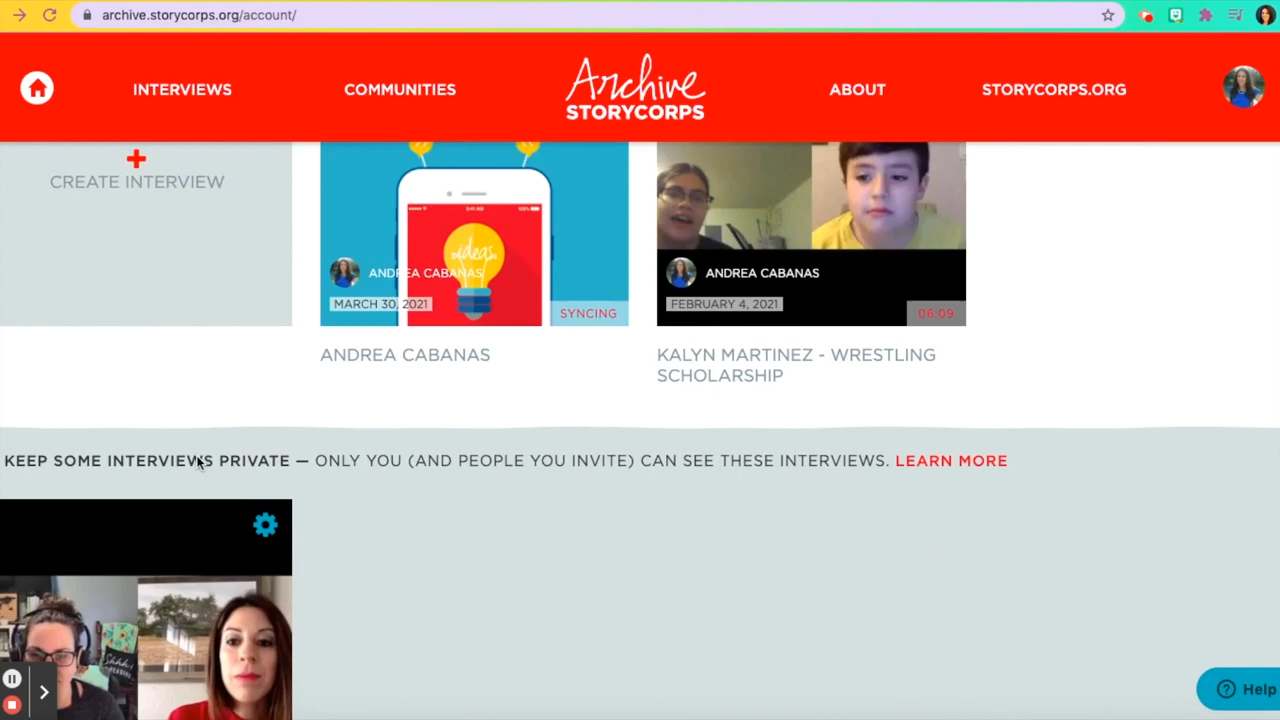 archive.storycorps.org/account/
INTERVIEWS
COMMUNITIES
Archive
STORYCORPS
ABOUT
STORYCORPS.ORG
CREATE INTERVIEW
ideas
ANDREA CABANAS
MARCH 30, 2021
SYNCING
ANDREA CABANAS
ANDREA CABANAS
FEBRUARY 4, 2021
06:09
KALYN MARTINEZ - WRESTLING
SCHOLARSHIP
KEEP SOME INTERVIEWS PRIVATE — ONLY YOU (AND PEOPLE YOU INVITE) CAN SEE THESE INTERVIEWS. LEARN MORE
Help